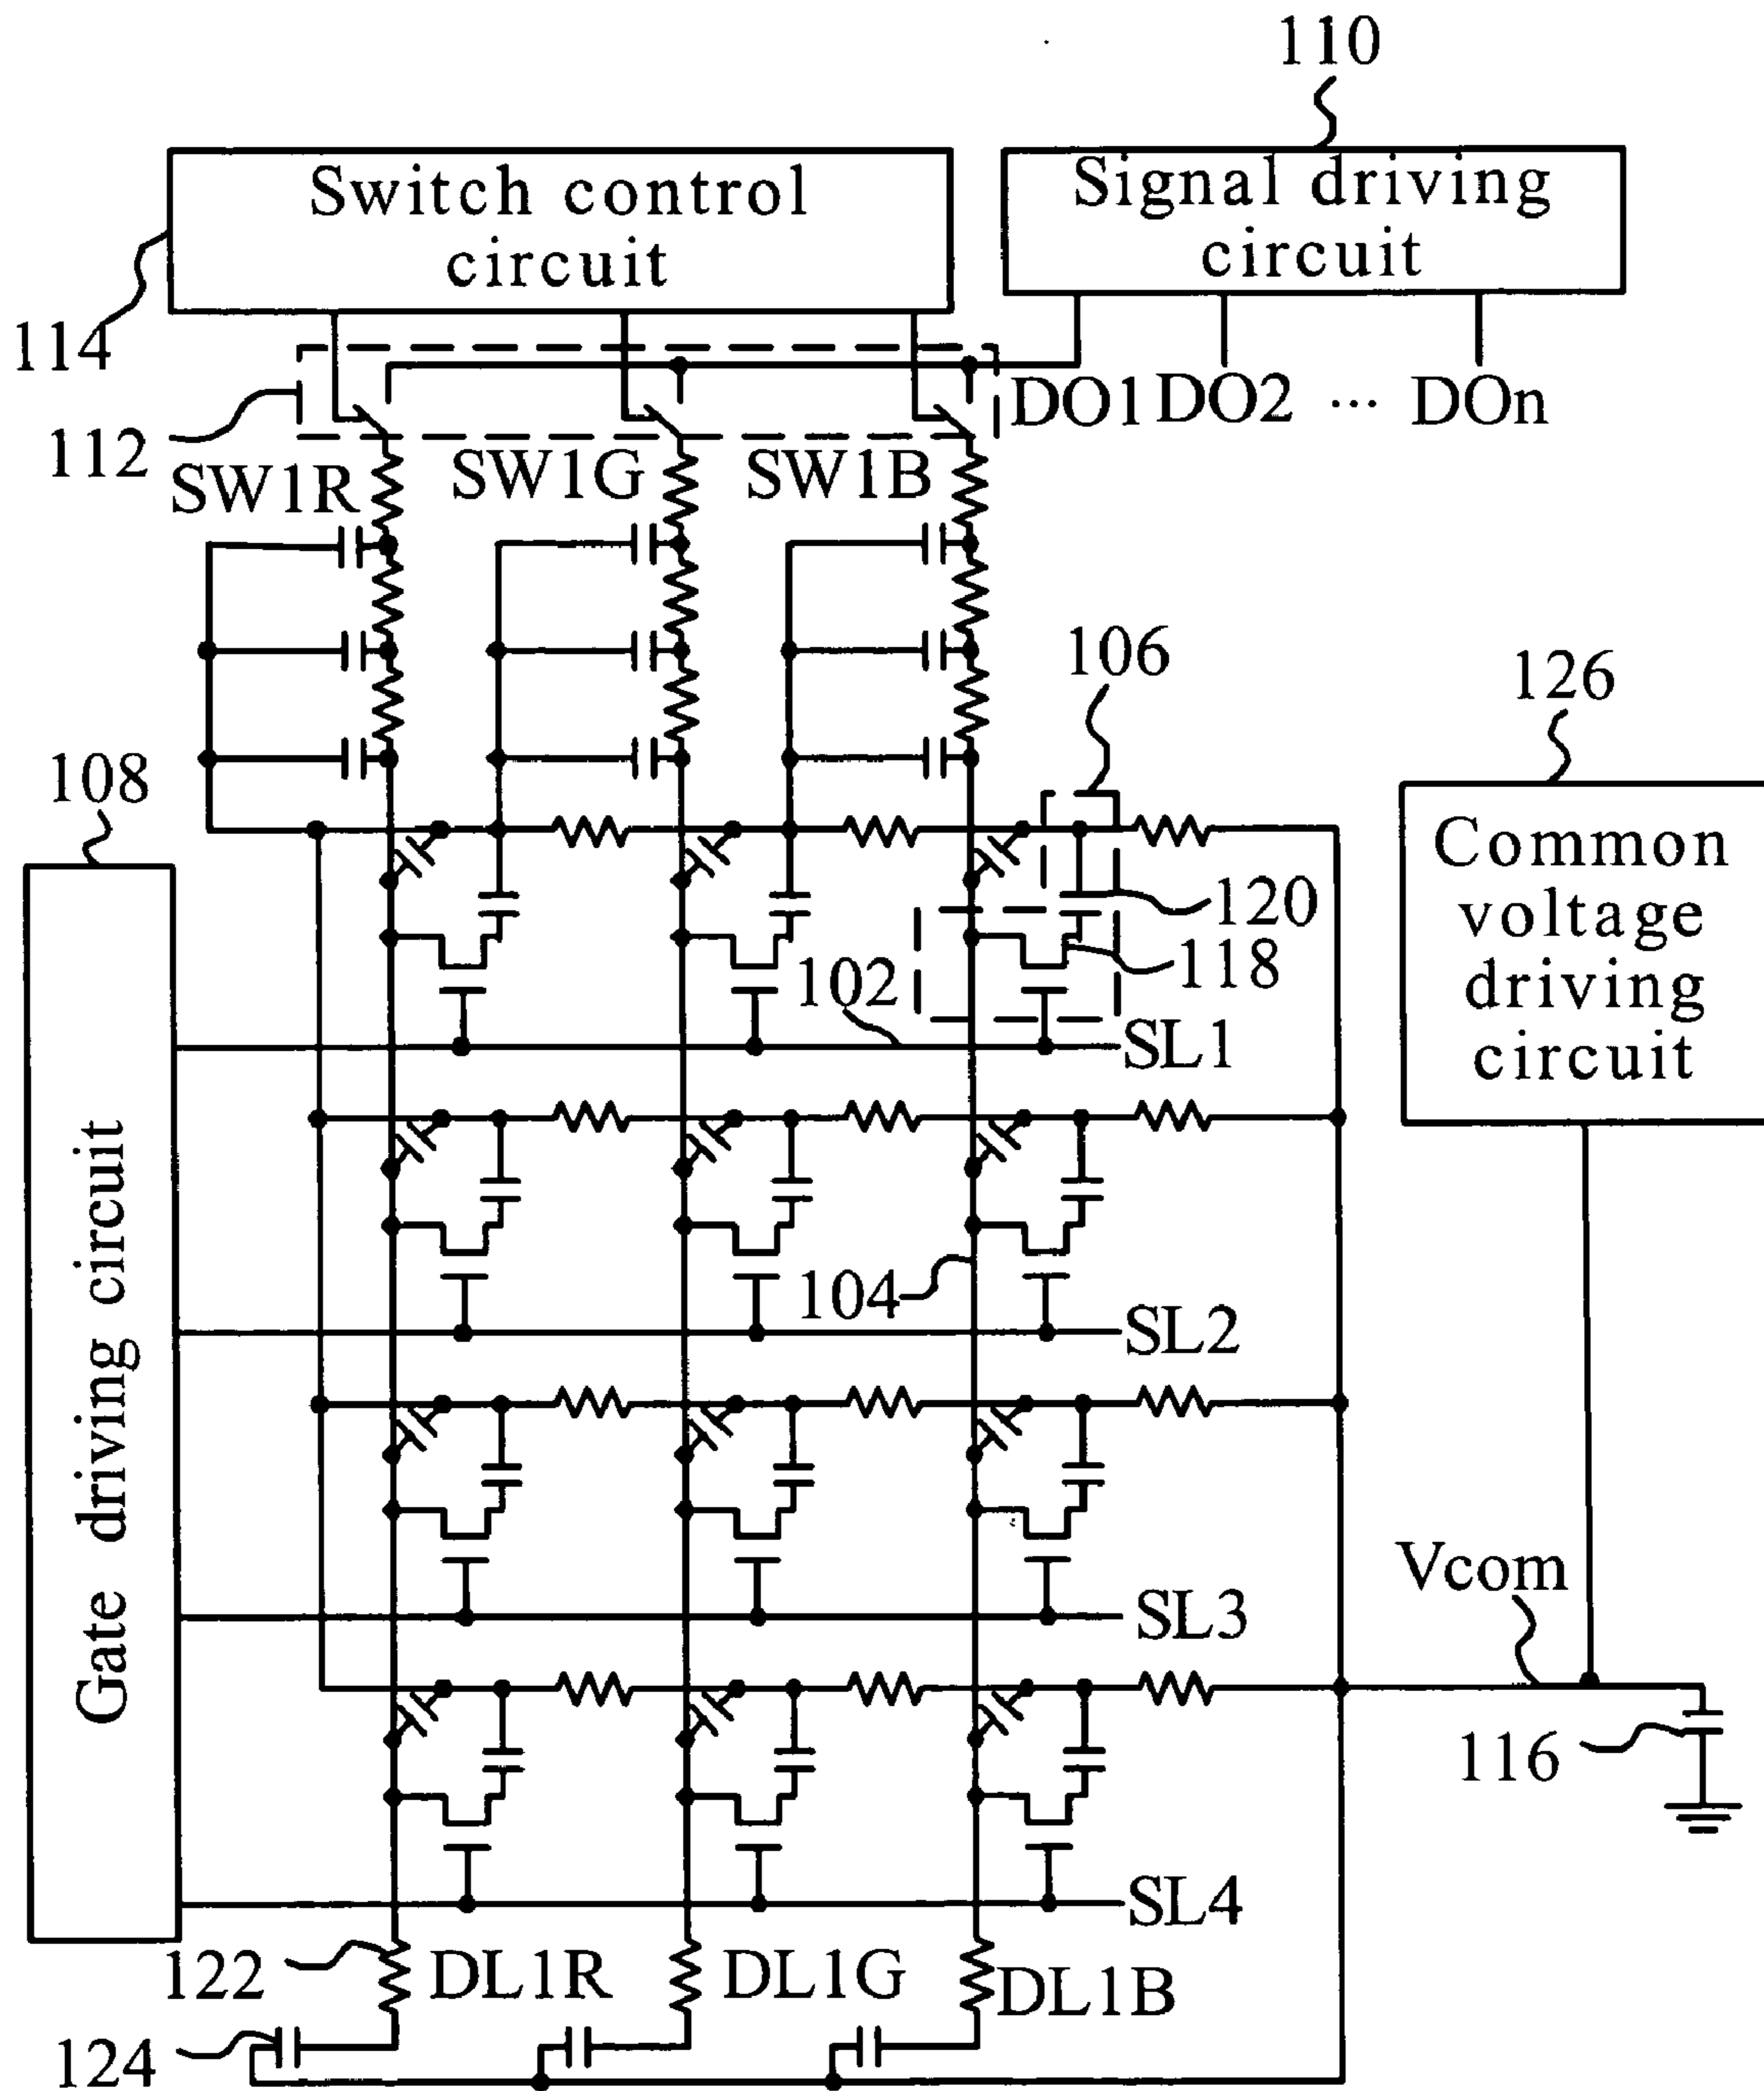 110
Switch control
circuit
Signal driving
circuit
114
DO1 DO2 ... DOn
112
SW1R
SW1G
SW1B
106
126
108
Common
voltage
driving
circuit
120
118
102
SL1
Gate driving circuit
104
SL2
Vcom
SL3
116
SL4
122
DL1R
DL1G
DL1B
124